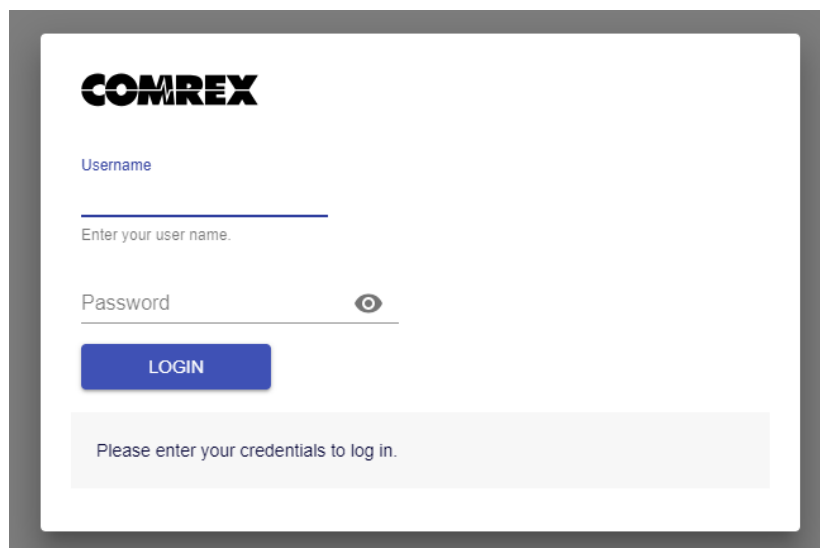 COMREX
Username
Enter your user name.
Password
LOGIN
Please enter your credentials to log in.